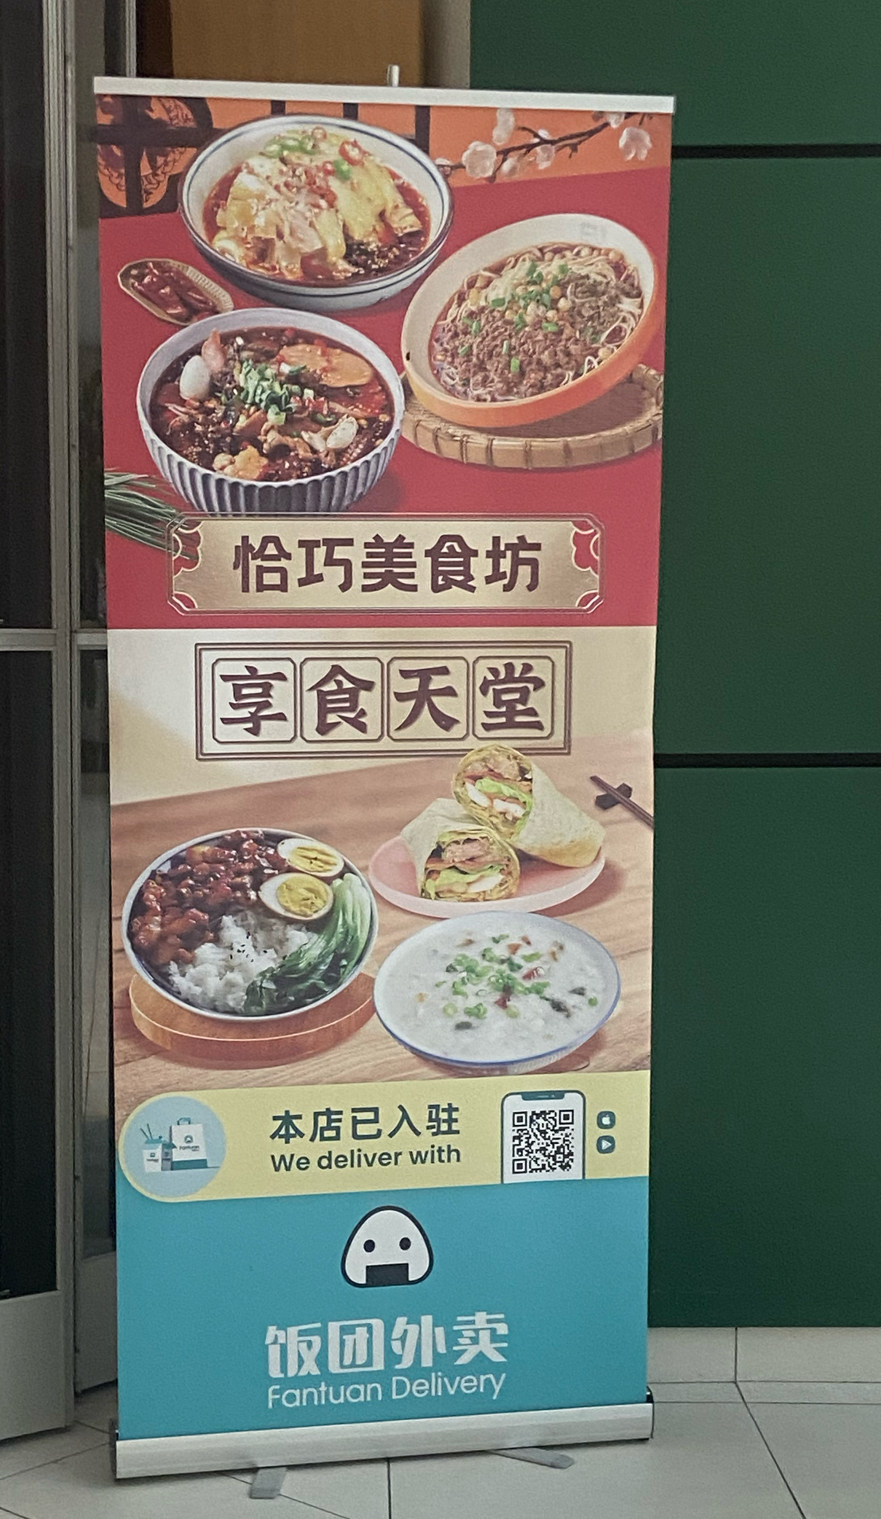 恰巧美食坊
享食天堂
本店已入驻
We deliver with
Fantuan
饭团外卖
Fantuan Delivery